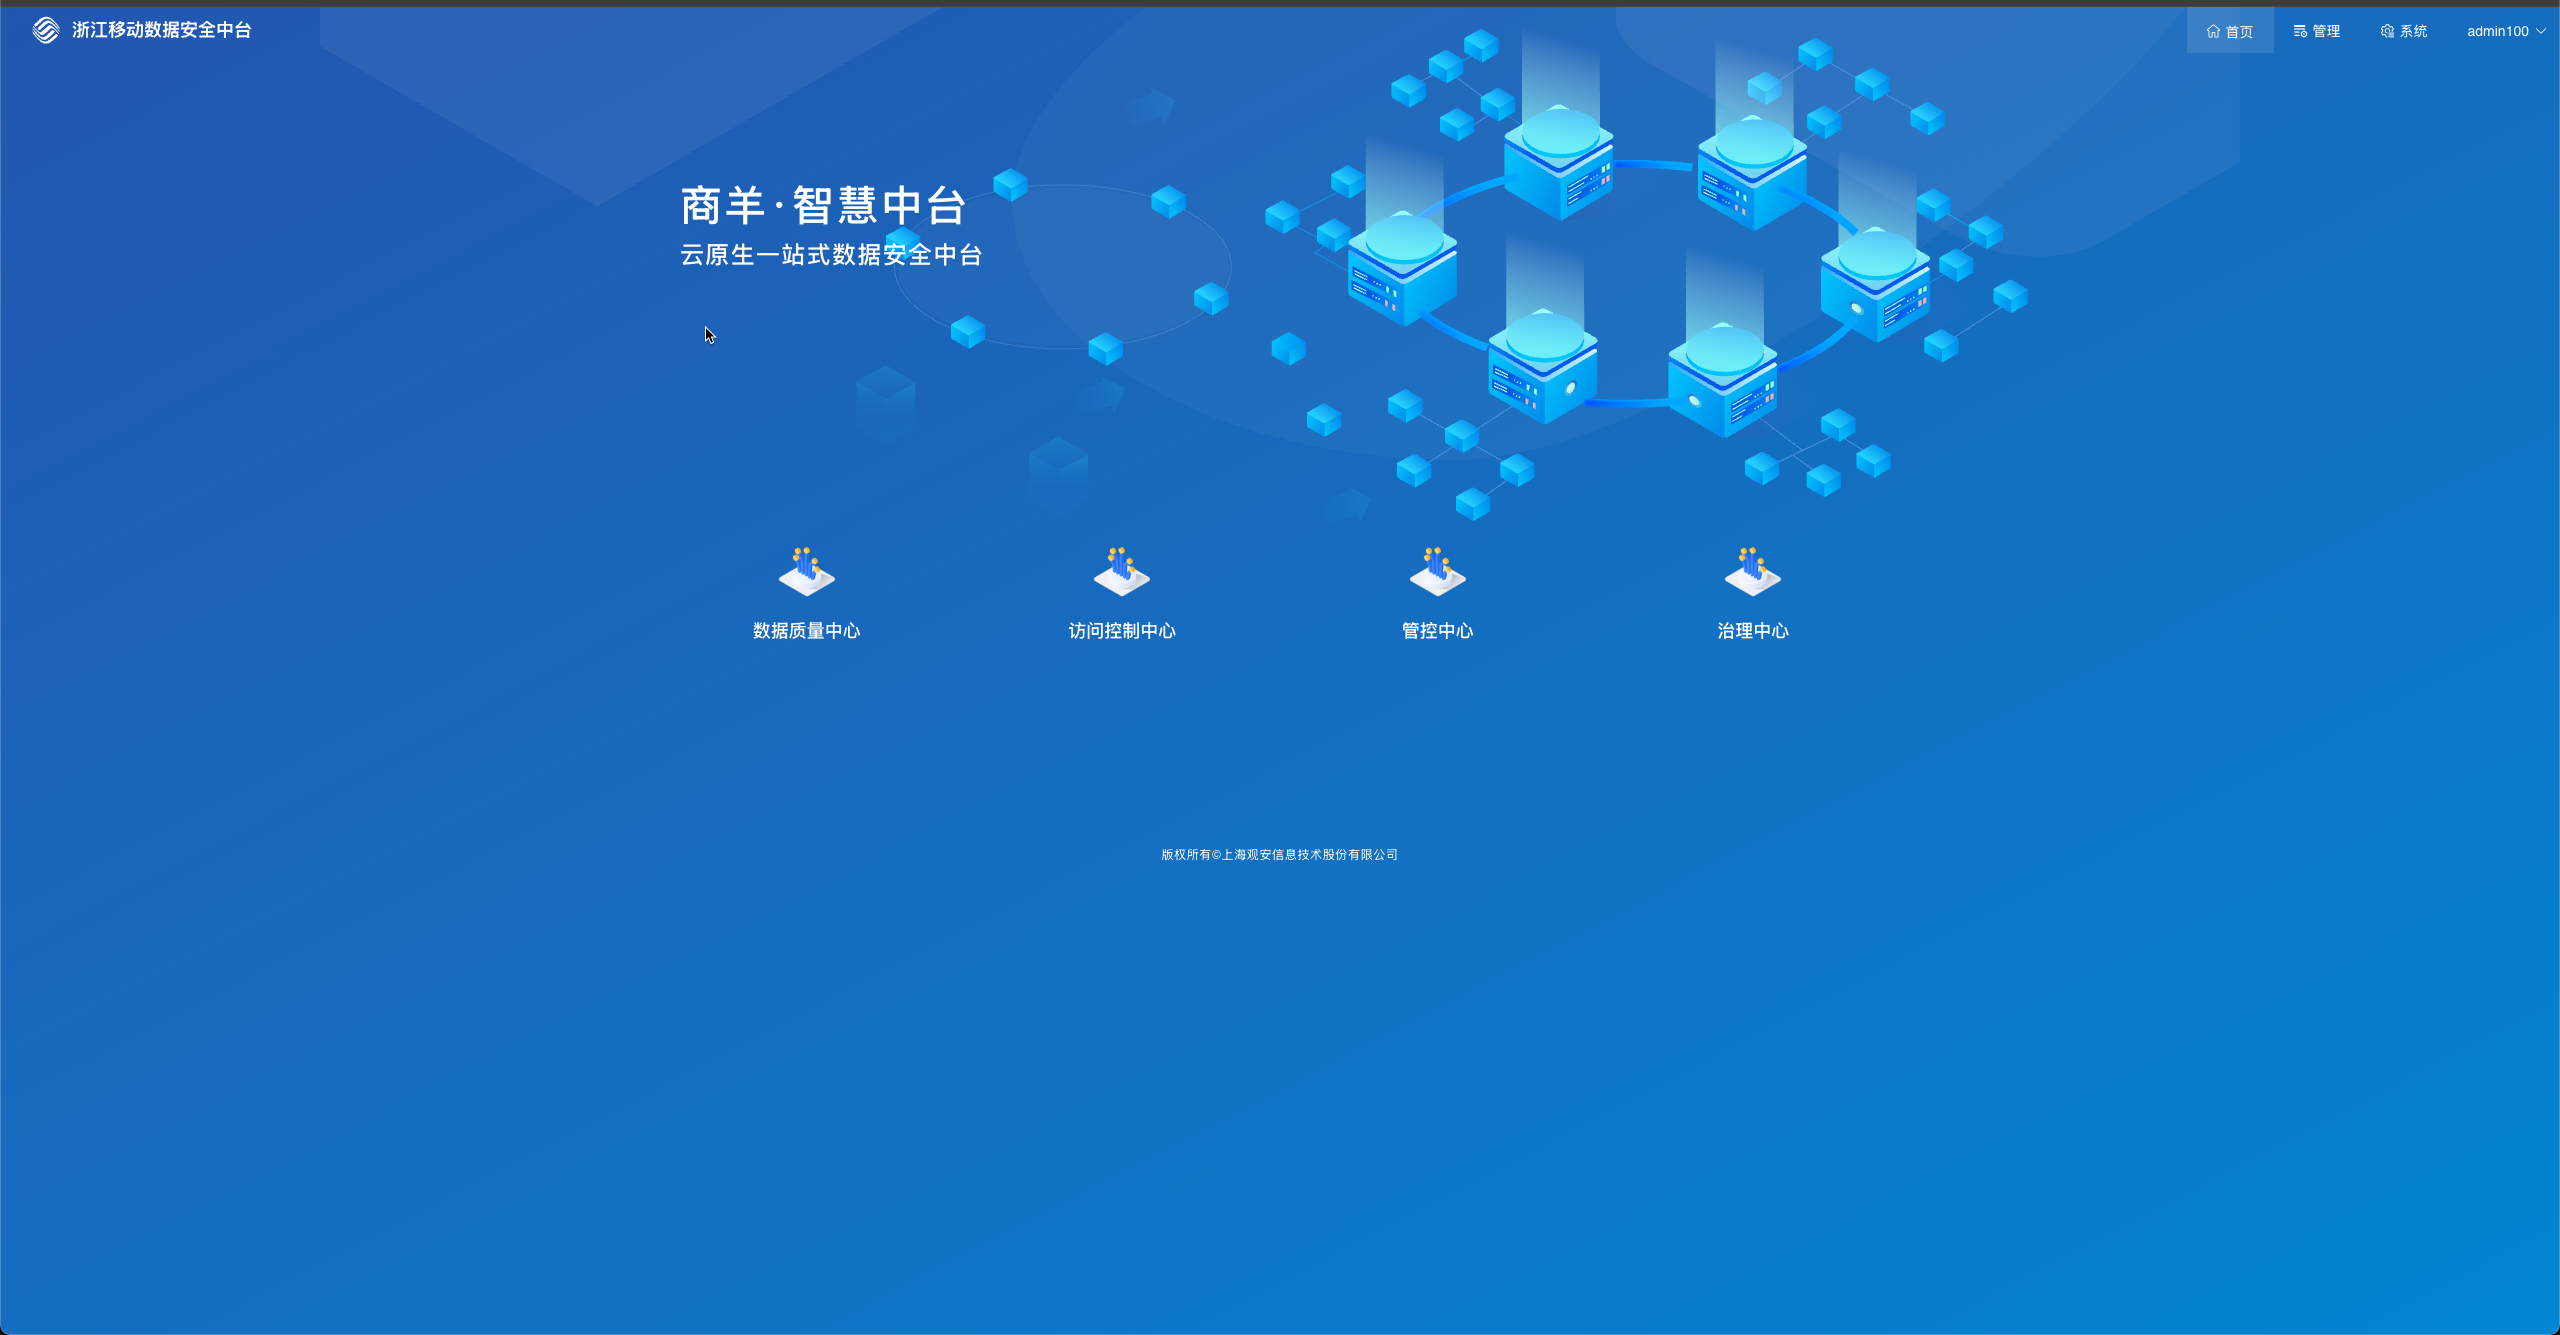 浙江移动数据安全中台
首页
管理
系统
admin100
商羊·智慧中台
云原生一站式数据安全中台
数据质量中心
访问控制中心
管控中心
治理中心
版权所有©上海观安信息技术股份有限公司